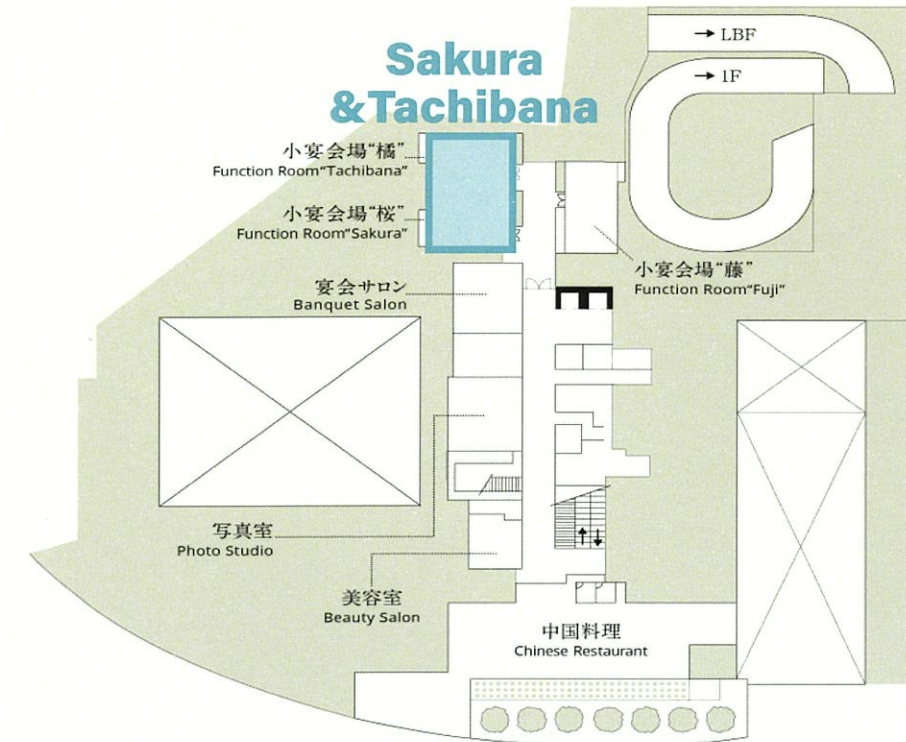 → LBF
→ 1F
Sakura
&Tachibana
小宴会場“橘”
Function Room“Tachibana”
小宴会場“桜”
Function Room“Sakura”
小宴会場“藤”
Function Room“Fuji”
宴会サロン
Banquet Salon
写真室
Photo Studio
美容室
Beauty Salon
中国料理
Chinese Restaurant